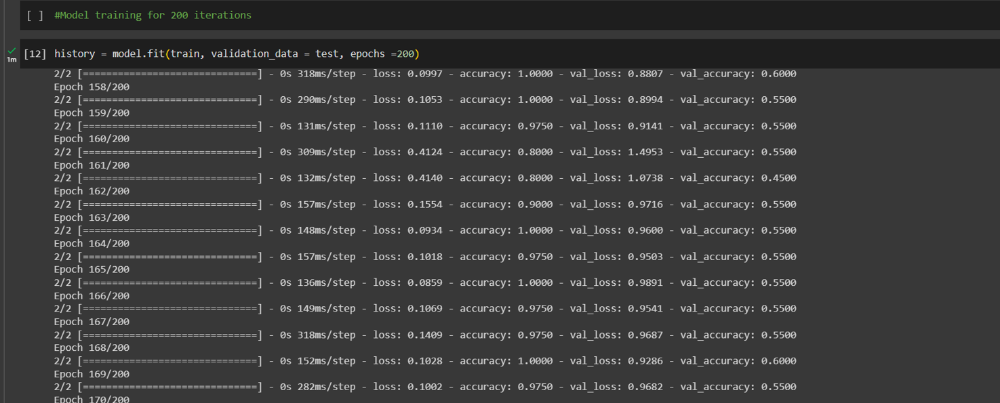 [ ] #Model training for 200 iterations
[12] history = model.fit(train, validation_data = test, epochs =200)
1m
2/2 [==============================] - 0s 318ms/step - loss: 0.0997 - accuracy: 1.0000 - val_loss: 0.8807 - val_accuracy: 0.6000
Epoch 158/200
2/2 [==============================] - 0s 290ms/step - loss: 0.1053 - accuracy: 1.0000 - val_loss: 0.8994 - val_accuracy: 0.5500
Epoch 159/200
2/2 [==============================] - 0s 131ms/step - loss: 0.1110 - accuracy: 0.9750 - val_loss: 0.9141 - val_accuracy: 0.5500
Epoch 160/200
2/2 [==============================] - 0s 309ms/step - loss: 0.4124 - accuracy: 0.8000 - val_loss: 1.4953 - val_accuracy: 0.5500
Epoch 161/200
2/2 [==============================] - 0s 132ms/step - loss: 0.4140 - accuracy: 0.8000 - val_loss: 1.0738 - val_accuracy: 0.4500
Epoch 162/200
2/2 [==============================] - 0s 157ms/step - loss: 0.1554 - accuracy: 0.9000 - val_loss: 0.9716 - val_accuracy: 0.5500
Epoch 163/200
2/2 [==============================] - 0s 148ms/step - loss: 0.0934 - accuracy: 1.0000 - val_loss: 0.9600 - val_accuracy: 0.5500
Epoch 164/200
2/2 [==============================] - 0s 157ms/step - loss: 0.1018 - accuracy: 0.9750 - val_loss: 0.9503 - val_accuracy: 0.5500
Epoch 165/200
2/2 [==============================] - 0s 136ms/step - loss: 0.0859 - accuracy: 1.0000 - val_loss: 0.9891 - val_accuracy: 0.5500
Epoch 166/200
2/2 [==============================] - 0s 149ms/step - loss: 0.1069 - accuracy: 0.9750 - val_loss: 0.9541 - val_accuracy: 0.5500
Epoch 167/200
2/2 [==============================] - 0s 318ms/step - loss: 0.1409 - accuracy: 0.9750 - val_loss: 0.9687 - val_accuracy: 0.5500
Epoch 168/200
2/2 [==============================] - 0s 152ms/step - loss: 0.1028 - accuracy: 1.0000 - val_loss: 0.9286 - val_accuracy: 0.6000
Epoch 169/200
2/2 [==============================] - 0s 282ms/step - loss: 0.1002 - accuracy: 0.9750 - val_loss: 0.9682 - val_accuracy: 0.5500
Epoch 170/200